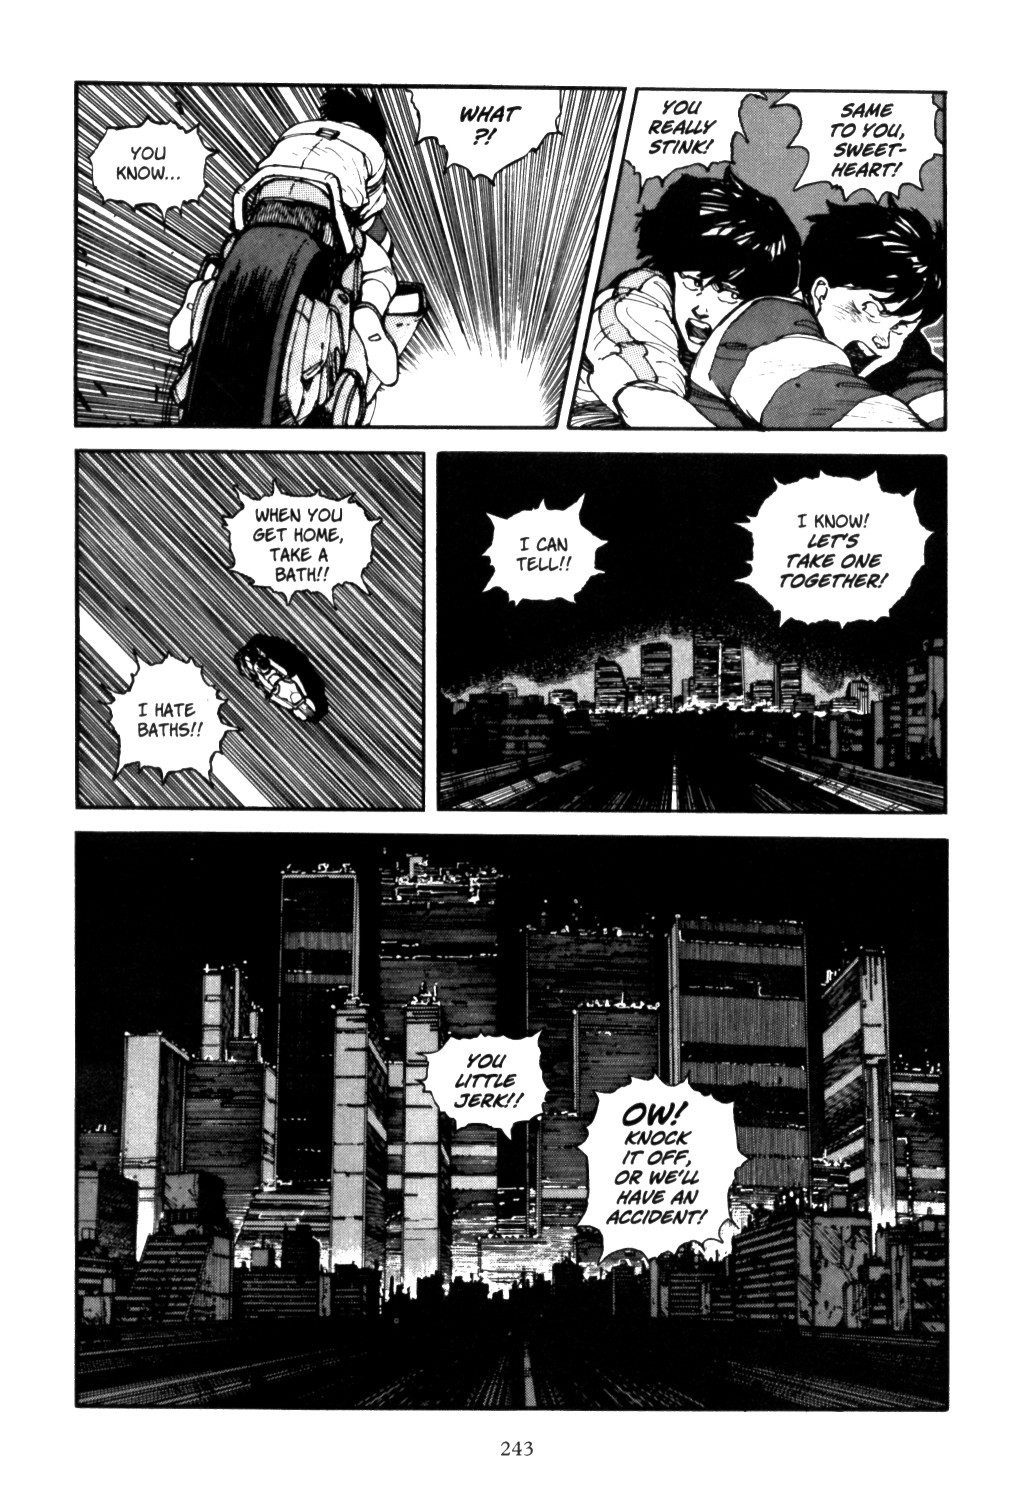 YOU
KNOW...
WHAT
?!
YOU
REALLY
STINK!
SAME
TO YOU,
SWEET-
HEART!
WHEN YOU
GET HOME,
TAKE A
BATH!!
I HATE
BATHS!!
I CAN
TELL!!
I KNOW!
LET'S
TAKE ONE
TOGETHER!
YOU
LITTLE
JERK!!
OW!
KNOCK
IT OFF,
OR WE'LL
HAVE AN
ACCIDENT!
243